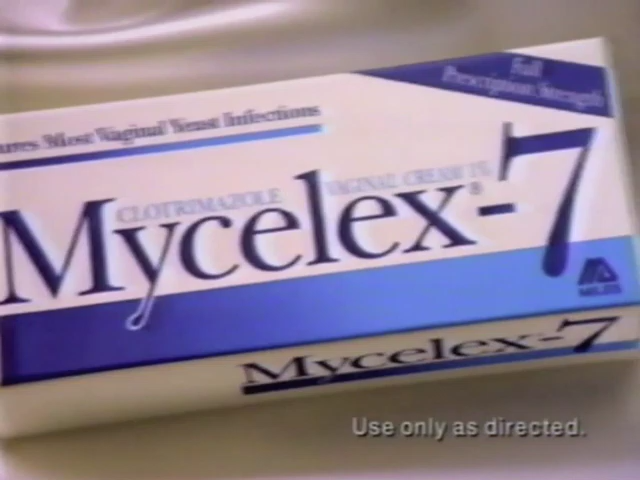 Full
Prescription Strength
ures Most Vaginal Yeast Infections
CLOTRIMAZOLE VAGINAL CREAM 1%
Mycelex®-7
MILES
Mycelex-7
Use only as directed.